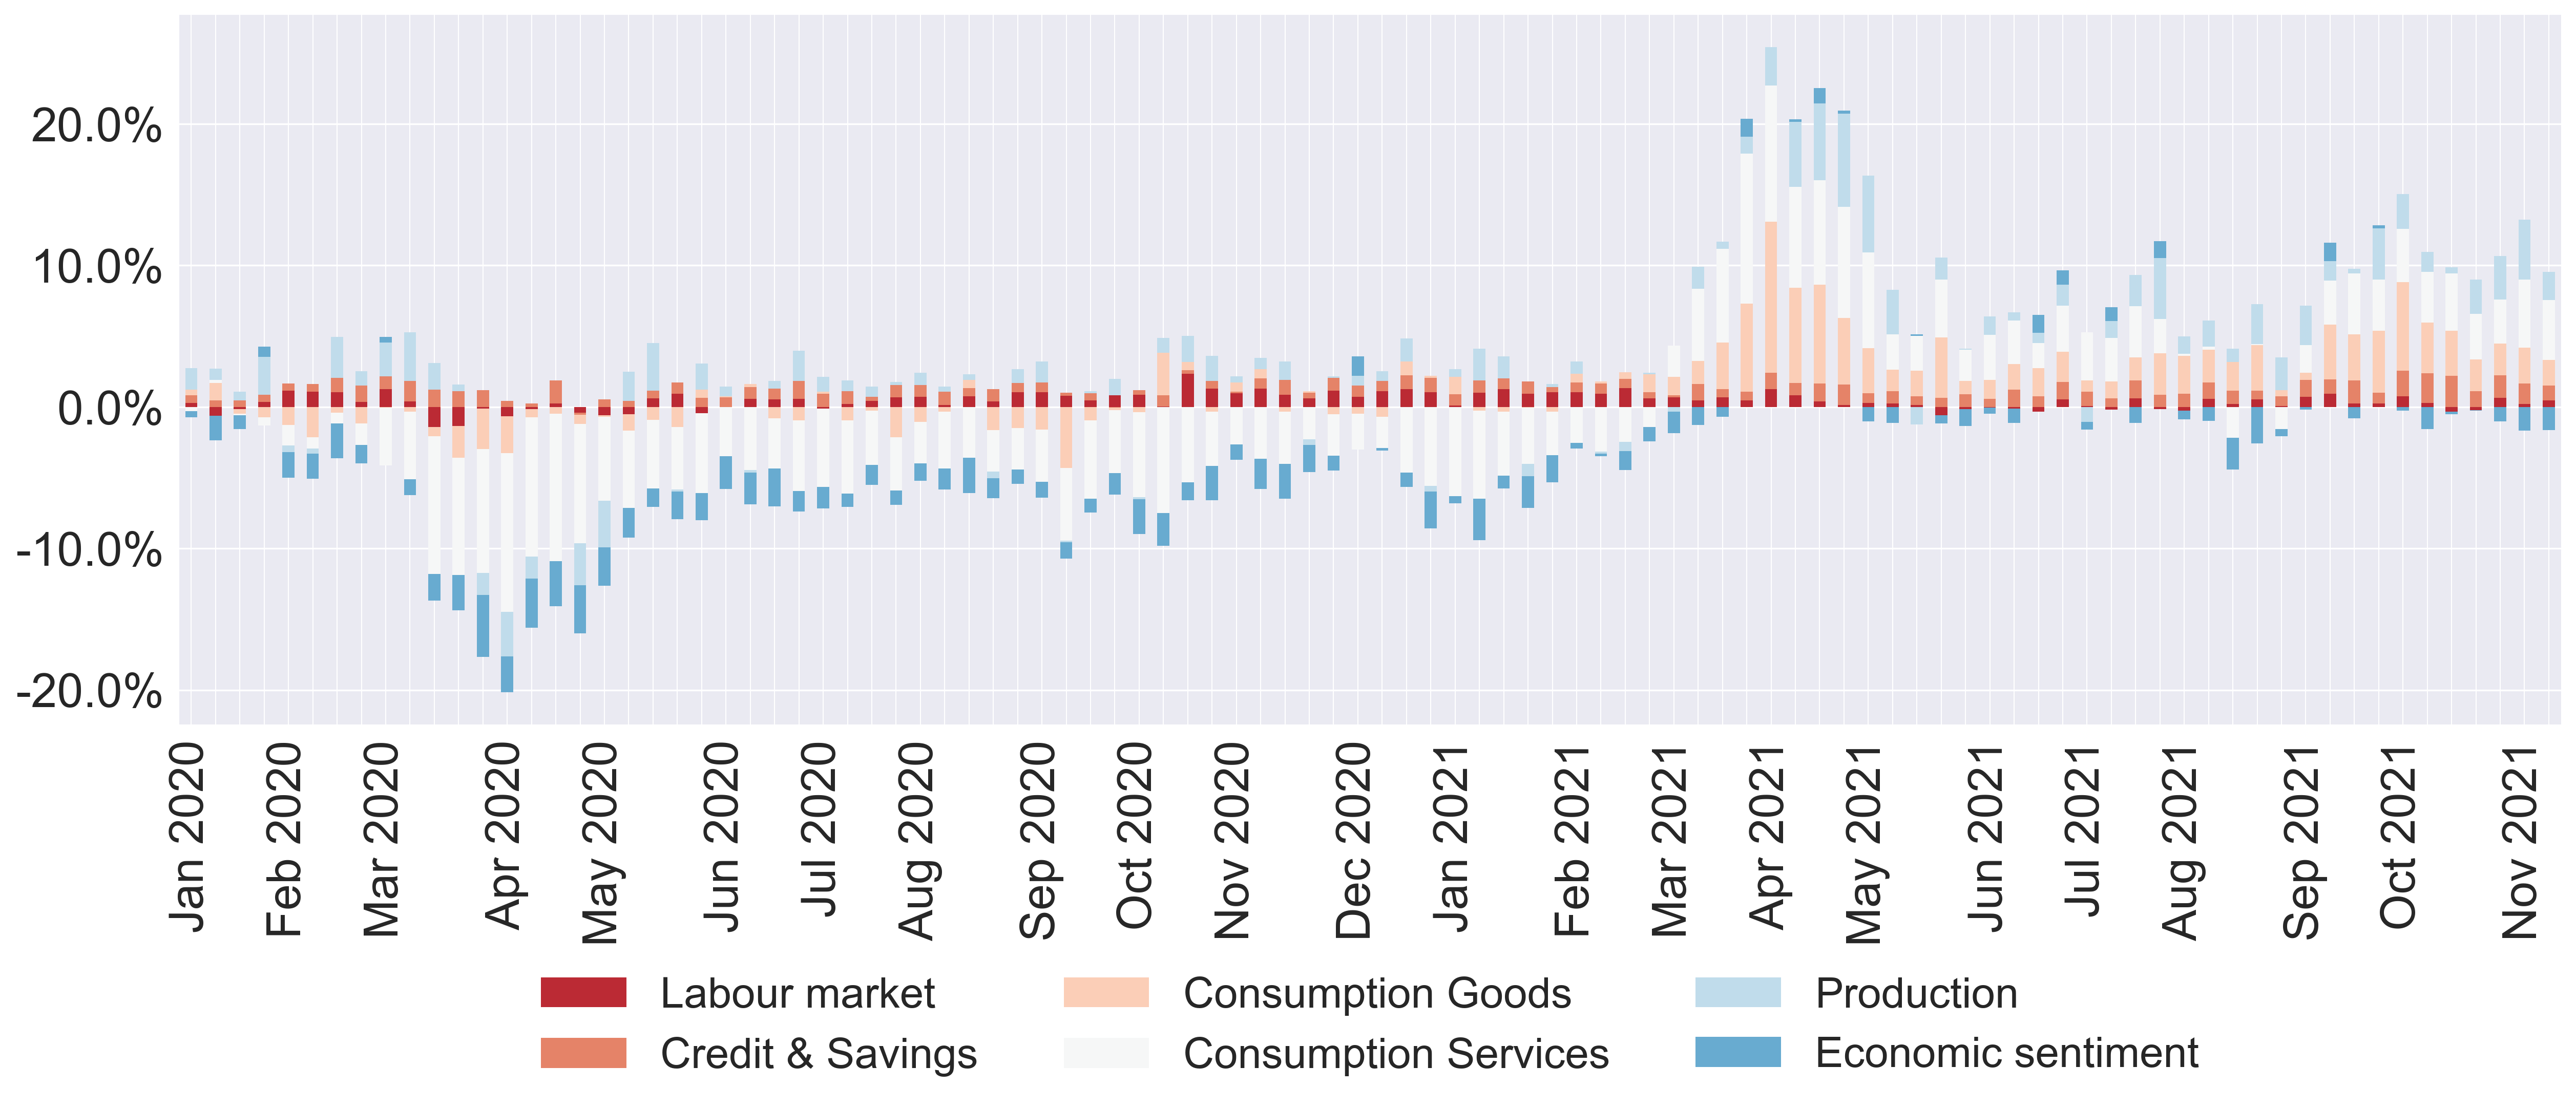 20.0%
10.0%
0.0%
-10.0%
-20.0%
Jan 2020
Feb 2020
Mar 2020
Apr 2020
May 2020
Jun 2020
Jul 2020
Aug 2020
Sep 2020
Oct 2020
Nov 2020
Dec 2020
Jan 2021
Feb 2021
Mar 2021
Apr 2021
May 2021
Jun 2021
Jul 2021
Aug 2021
Sep 2021
Oct 2021
Nov 2021
Labour market
Consumption Goods
Production
Credit & Savings
Consumption Services
Economic sentiment